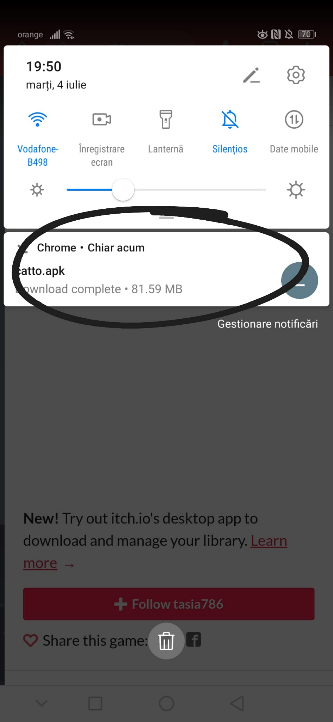 orange
70
19:50
marți, 4 iulie
Vodafone-
B498
Înregistrare
ecran
Lanternă
Silențios
Date mobile
Chrome • Chiar acum
catto.apk
Download complete • 81.59 MB
Gestionare notificări
New! Try out itch.io's desktop app to
download and manage your library. Learn
more →
Follow tasia786
Share this game: